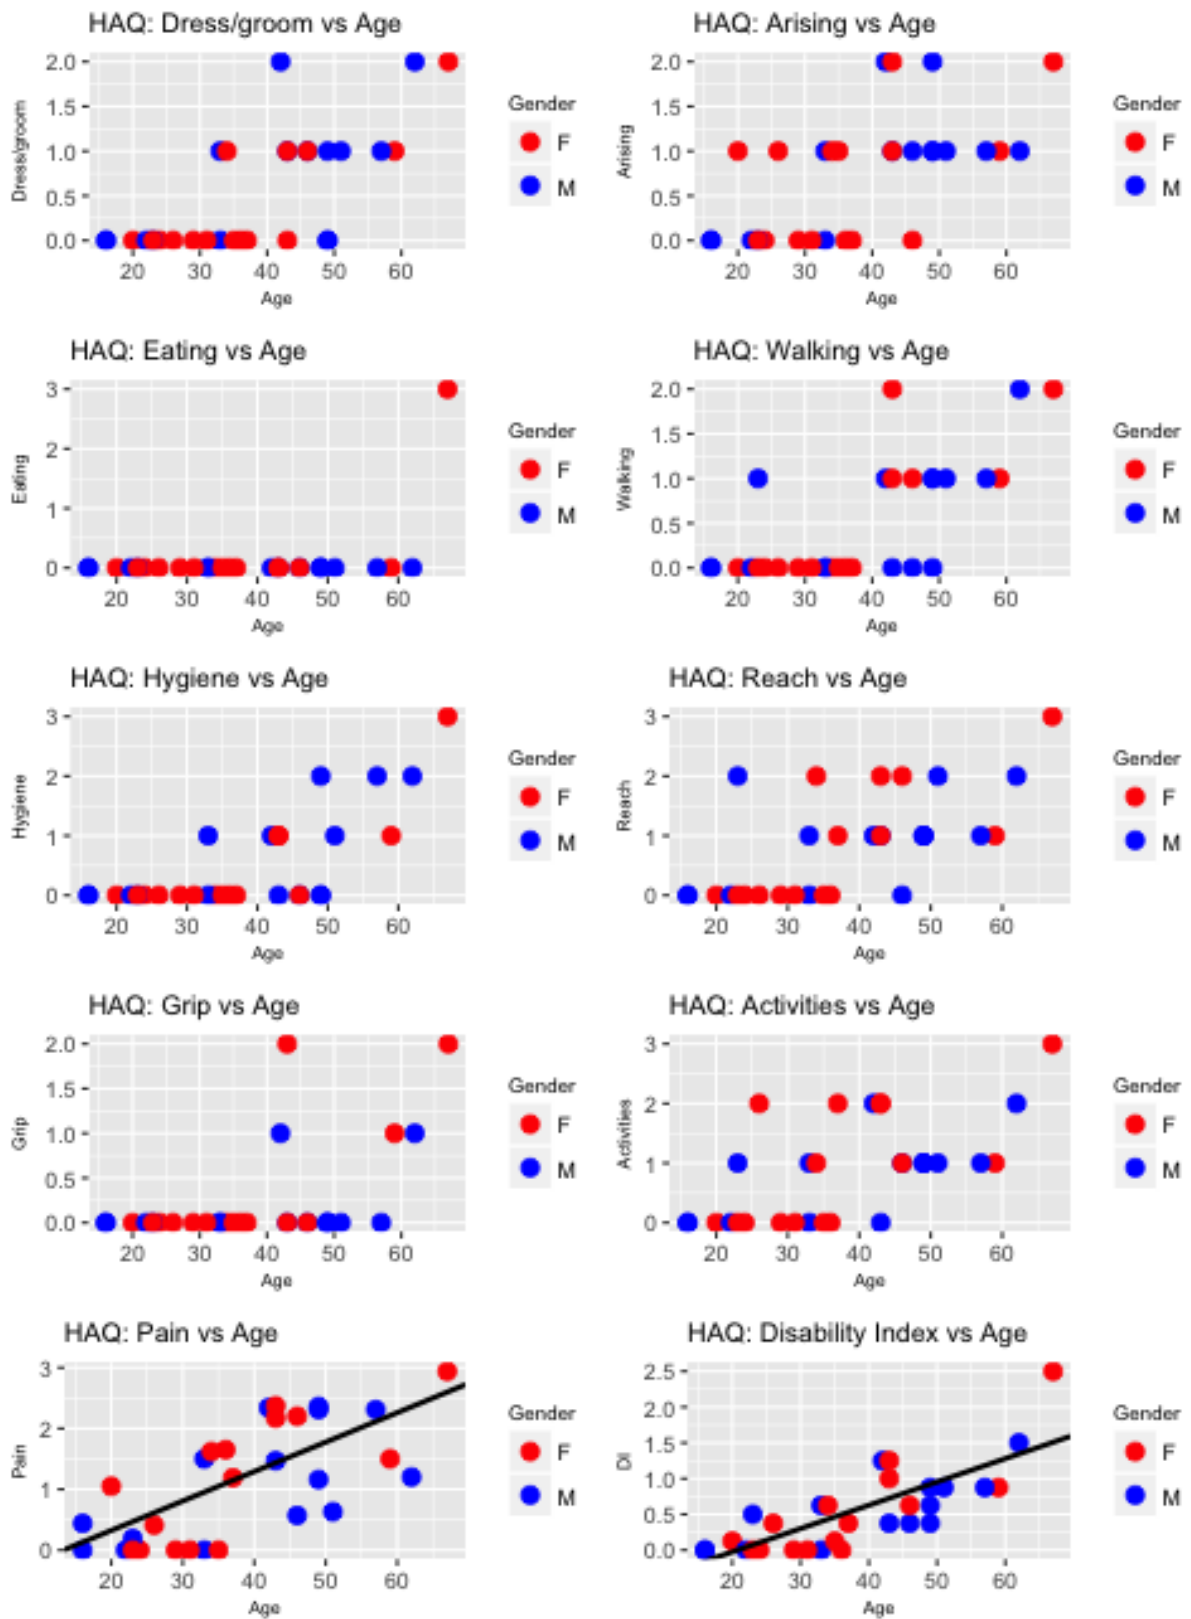 HAQ: Dress/groom vs Age
Dress/groom
2.0
1.5
1.0
0.5
0.0
20 30 40 50 60
Age
Gender
F
M
HAQ: Arising vs Age
Arising
2.0
1.5
1.0
0.5
0.0
20 30 40 50 60
Age
Gender
F
M
HAQ: Eating vs Age
Eating
3
2
1
0
20 30 40 50 60
Age
Gender
F
M
HAQ: Walking vs Age
Walking
2.0
1.5
1.0
0.5
0.0
20 30 40 50 60
Age
Gender
F
M
HAQ: Hygiene vs Age
Hygiene
3
2
1
0
20 30 40 50 60
Age
Gender
F
M
HAQ: Reach vs Age
Reach
3
2
1
0
20 30 40 50 60
Age
Gender
F
M
HAQ: Grip vs Age
Grip
2.0
1.5
1.0
0.5
0.0
20 30 40 50 60
Age
Gender
F
M
HAQ: Activities vs Age
Activities
3
2
1
0
20 30 40 50 60
Age
Gender
F
M
HAQ: Pain vs Age
Pain
3
2
1
0
20 30 40 50 60
Age
Gender
F
M
HAQ: Disability Index vs Age
DI
2.5
2.0
1.5
1.0
0.5
0.0
20 30 40 50 60
Age
Gender
F
M